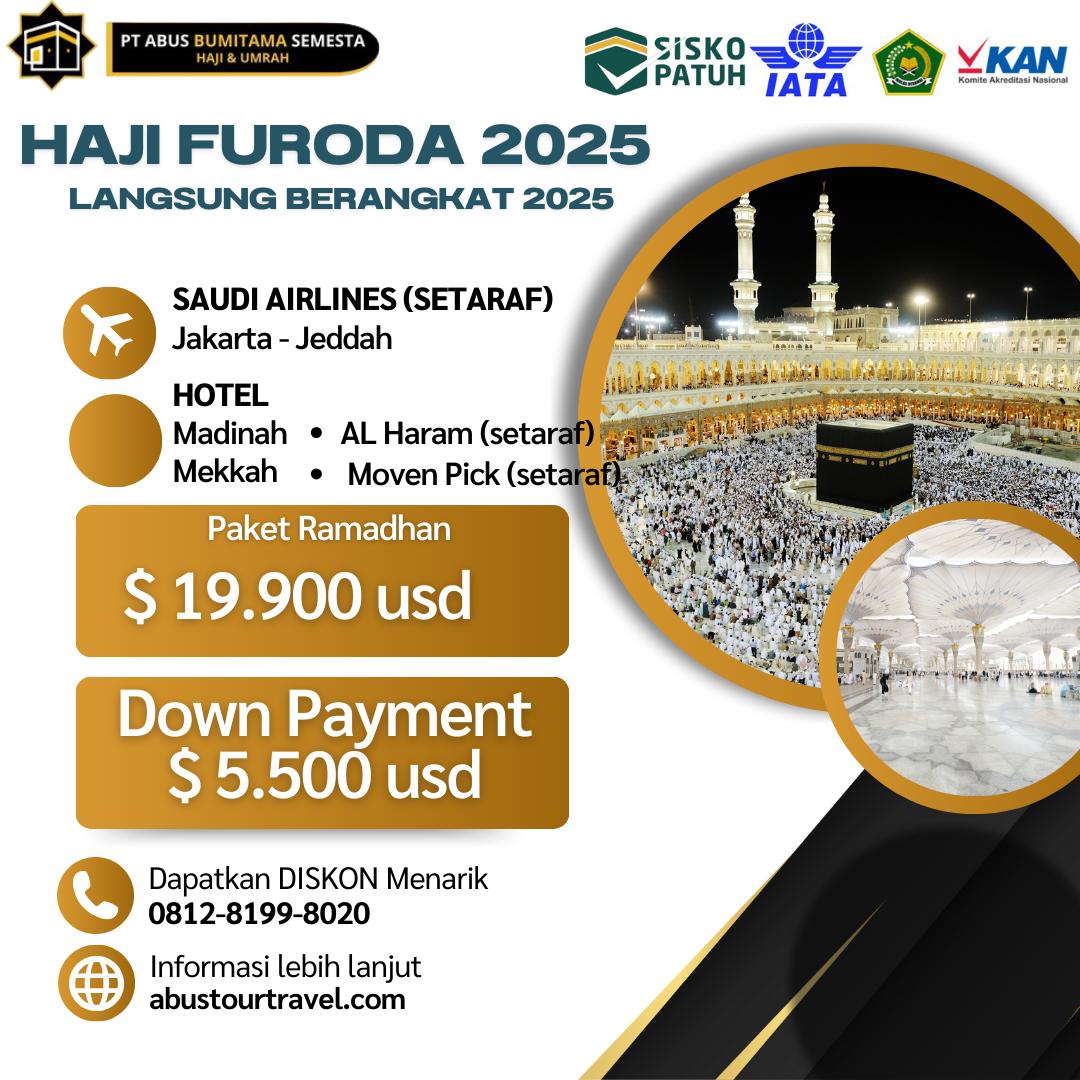 PT ABUS BUMITAMA SEMESTA
HAJI & UMRAH
SISKO
PATUH
IATA
KAN
Komite Akreditasi Nasional
HAJI FURODA 2025
LANGSUNG BERANGKAT 2025
SAUDI AIRLINES (SETARAF)
Jakarta - Jeddah
HOTEL
Madinah • AL Haram (setaraf)
Mekkah • Moven Pick (setaraf)
Paket Ramadhan
$ 19.900 usd
Down Payment
$ 5.500 usd
Dapatkan DISKON Menarik
0812-8199-8020
Informasi lebih lanjut
abustourtravel.com